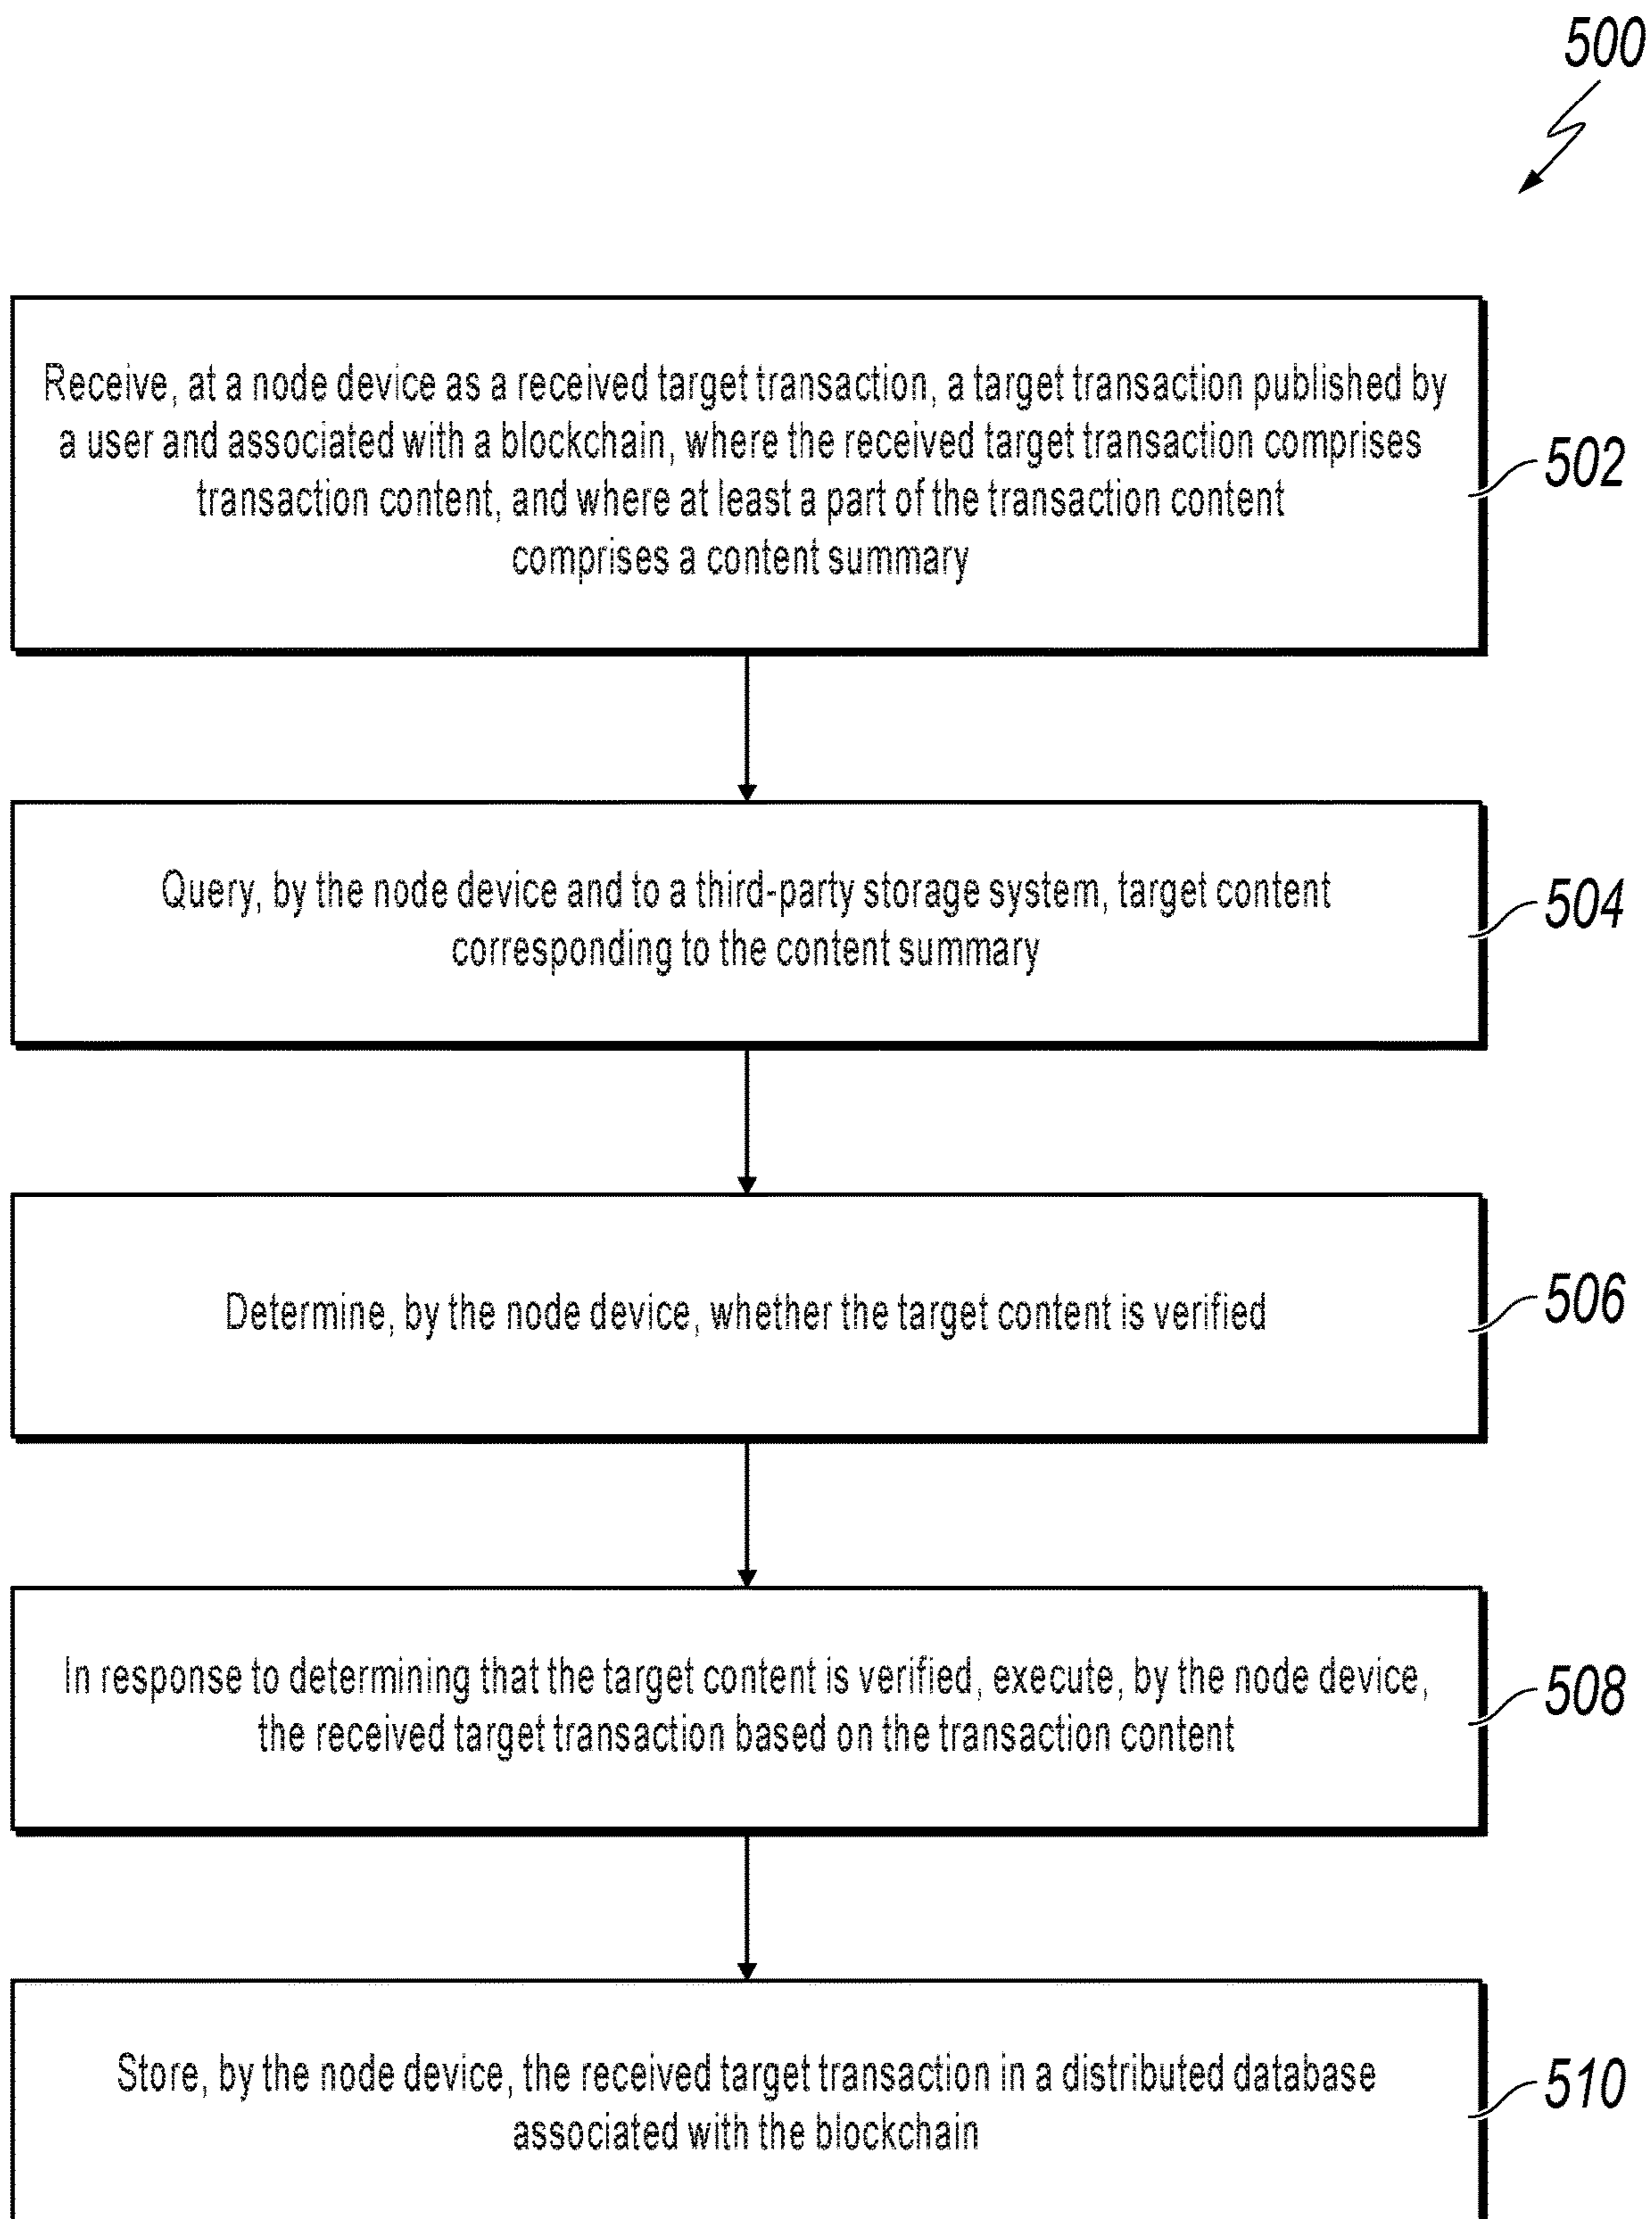 500
Receive, at a node device as a received target transaction, a target transaction published by
a user and associated with a blockchain, where the received target transaction comprises
transaction content, and where at least a part of the transaction content
comprises a content summary
502
Query, by the node device and to a third-party storage system, target content
corresponding to the content summary
504
Determine, by the node device, whether the target content is verified
506
In response to determining that the target content is verified, execute, by the node device,
the received target transaction based on the transaction content
508
Store, by the node device, the received target transaction in a distributed database
associated with the blockchain
510